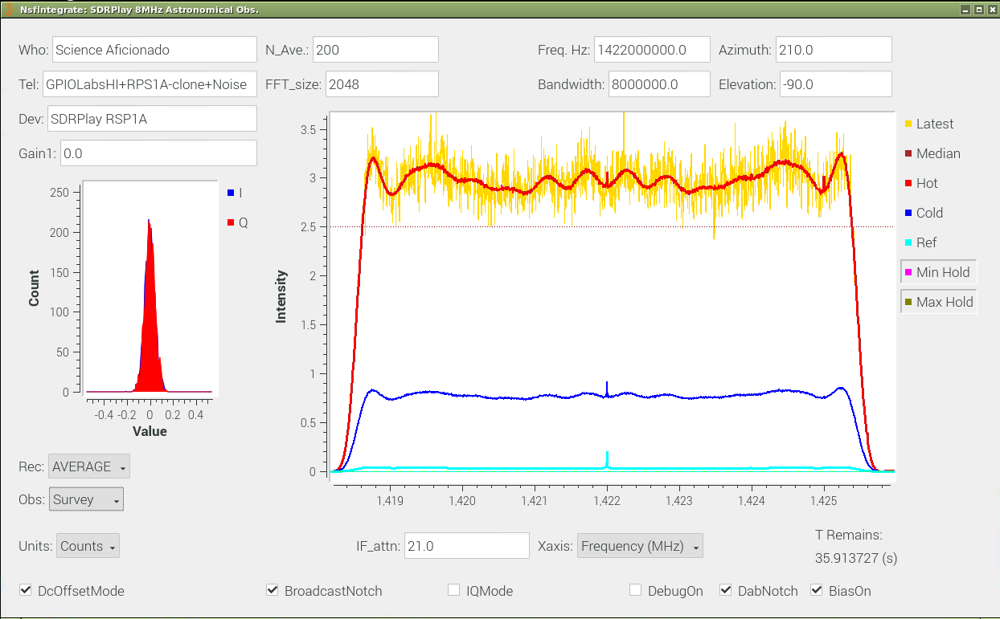 NsfIntegrate: SDRPlay 8MHz Astronomical Obs.
Who: Science Aficionado N_Ave.: 200 Freq. Hz: 1422000000.0 Azimuth: 210.0
Tel: GPIOLabsHI+RPS1A-clone+Noise FFT_size: 2048 Bandwidth: 8000000.0 Elevation: -90.0
Dev: SDRPlay RSP1A
Gain1: 0.0
250
200
150
100
50
0
Count
-0.4 -0.2 0 0.2 0.4
Value
I
Q
3.5
3
2.5
2
1.5
1
0.5
0
Intensity
1,419 1,420 1,421 1,422 1,423 1,424 1,425
Latest
Median
Hot
Cold
Ref
Min Hold
Max Hold
Rec: AVERAGE
Obs: Survey
Units: Counts IF_attn: 21.0 Xaxis: Frequency (MHz)
T Remains:
35.913727 (s)
DcOffsetMode BroadcastNotch IQMode DebugOn DabNotch BiasOn